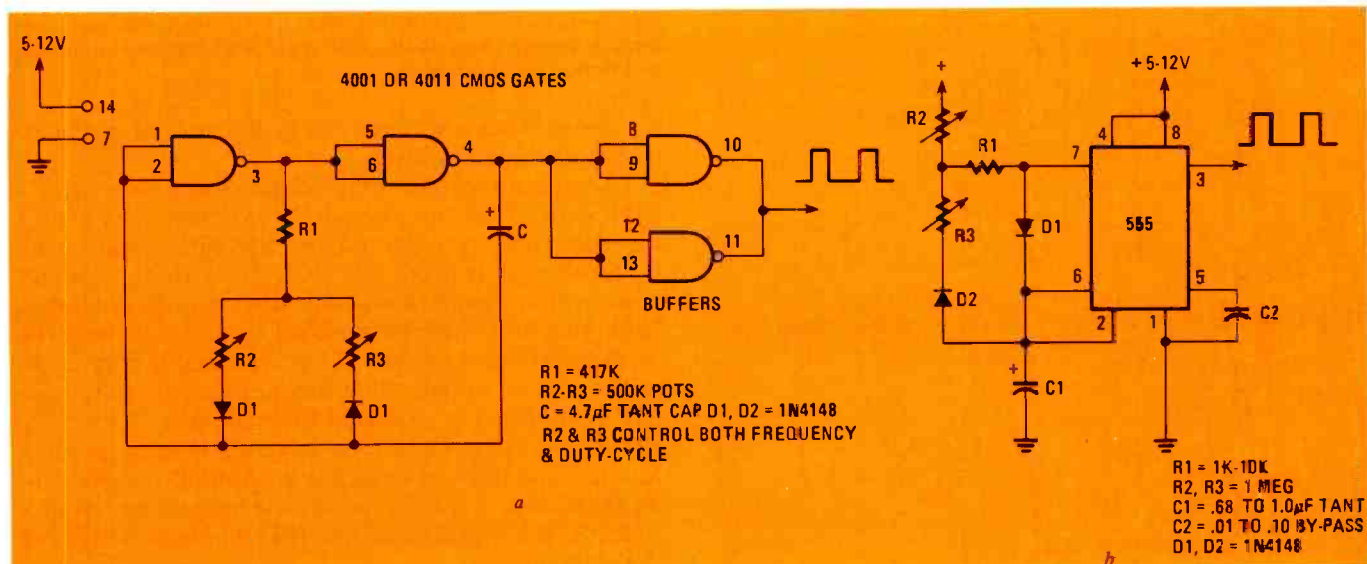 5-12V
14
7
4001 DR 4011 CMOS GATES
1
2
3
R1
R2
R3
D1
D1
5
6
4
+
C
8
9
10
12
13
11
BUFFERS
R1 = 417K
R2-R3 = 500K POTS
C = 4.7μF TANT CAP D1, D2 = 1N4148
R2 & R3 CONTROL BOTH FREQUENCY
& DUTY-CYCLE
a
+
R2
R1
R3
D1
D2
+
C1
+ 5-12V
4
8
7
3
555
6
5
2
1
C2
R1 = 1K-1DK
R2, R3 = 1 MEG
C1 = .68 TO 1.0μF TANT
C2 = .01 TO .10 BY-PASS
D1, D2 = 1N4148
b